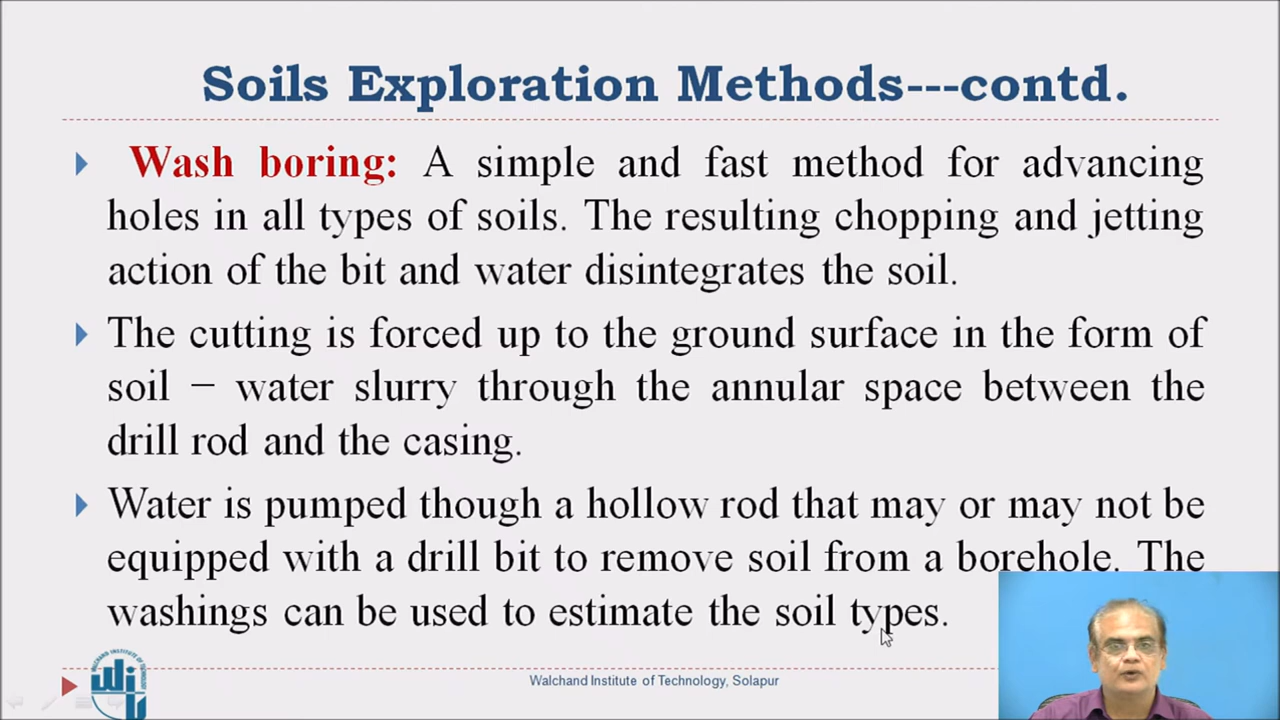 Soils Exploration Methods---contd.
Wash boring: A simple and fast method for advancing
holes in all types of soils. The resulting chopping and jetting
action of the bit and water disintegrates the soil.
The cutting is forced up to the ground surface in the form of
soil − water slurry through the annular space between the
drill rod and the casing.
Water is pumped though a hollow rod that may or may not be
equipped with a drill bit to remove soil from a borehole. The
washings can be used to estimate the soil types.
WALCHAND INSTITUTE OF TECHNOLOGY
Walchand Institute of Technology, Solapur